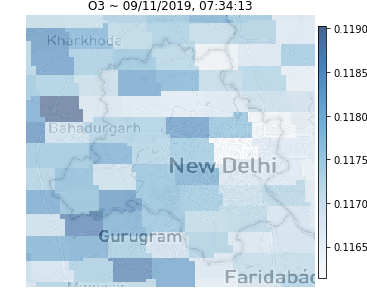 O3 ~ 09/11/2019, 07:34:13
Kharkhoda
0.1190
0.1185
0.1180
Bahadurgarh
0.1175
New Delhi
0.1170
Gurugram
0.1165
Faridabad